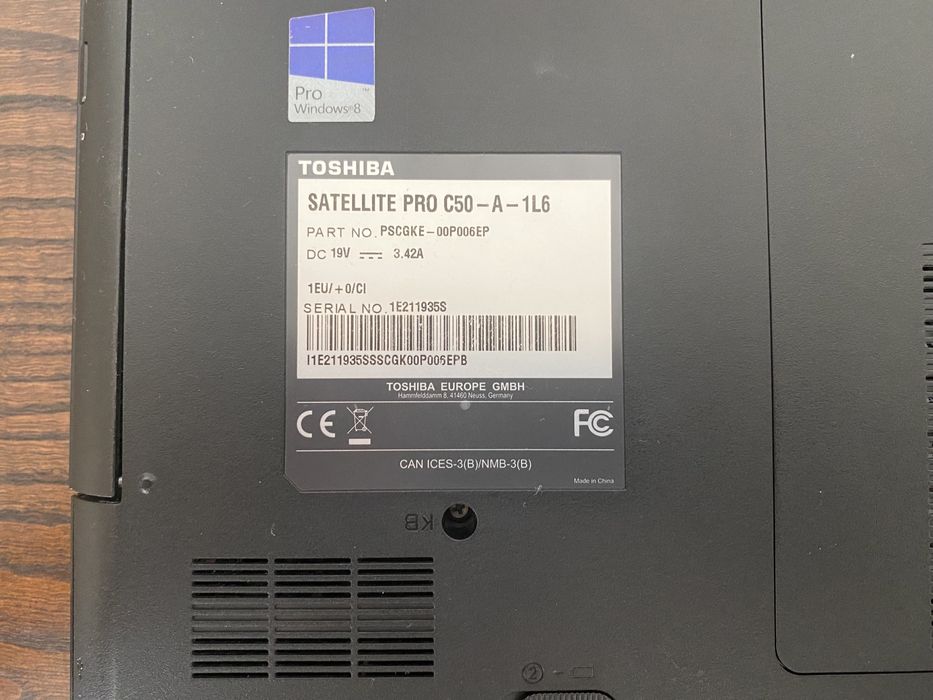 Pro
Windows 8
TOSHIBA
SATELLITE PRO C50-A-1L6
PART NO. PSCGKE-00P006EP
DC 19V 3.42A
1EU/+0/CI
SERIAL NO. 1E211935S
I1E211935SSSCGK00P006EPB
TOSHIBA EUROPE GMBH
Hammfelddamm 8, 41460 Neuss, Germany
CE FC
CAN ICES-3(B)/NMB-3(B)
Made in China
KB
2